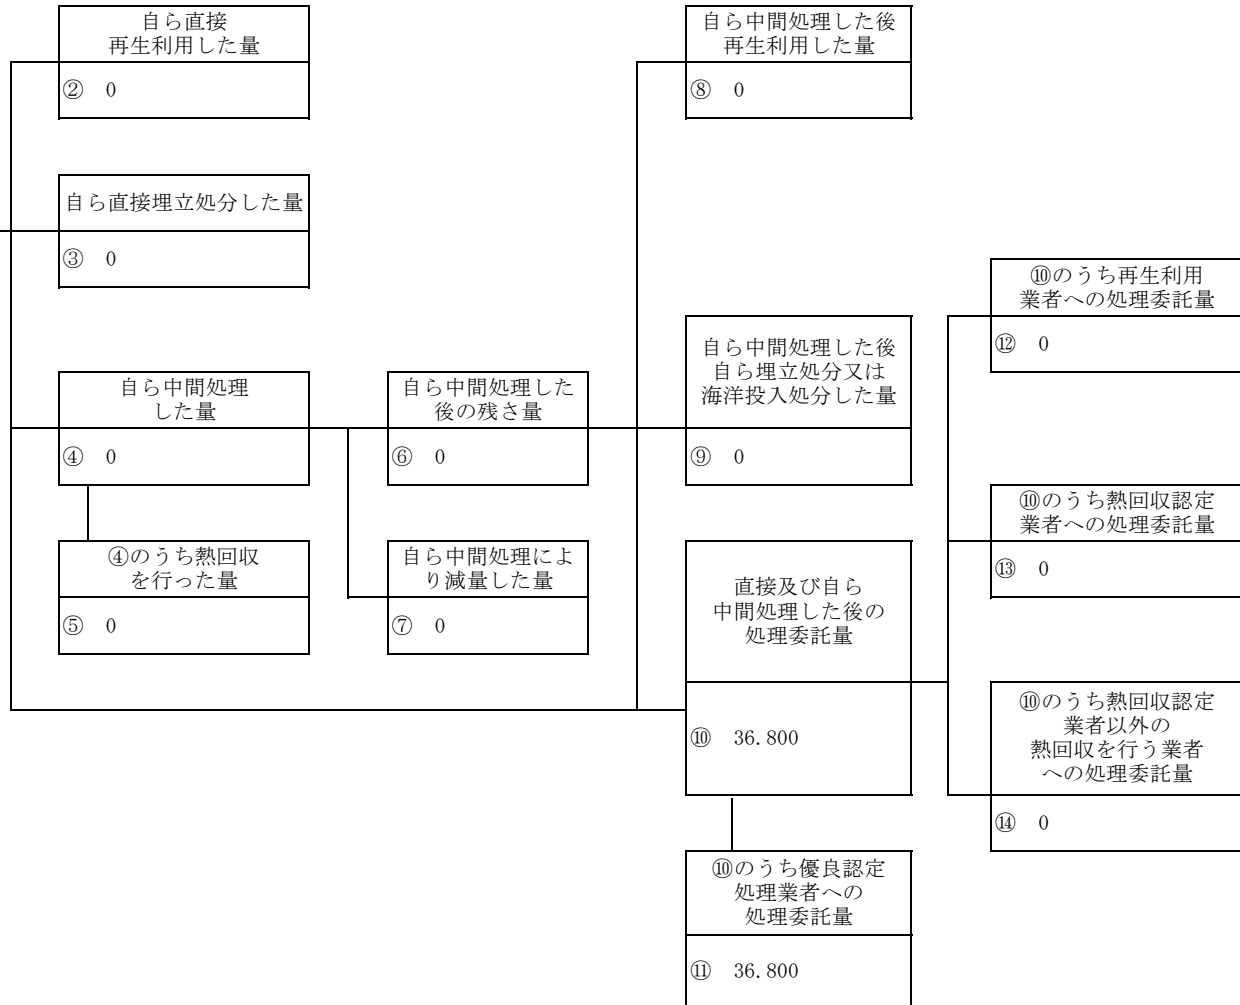 自ら直接
再生利用した量
② 0
自ら直接埋立処分した量
③ 0
自ら中間処理
した量
④ 0
④のうち熱回収
を行った量
⑤ 0
自ら中間処理した
後の残さ量
⑥ 0
自ら中間処理によ
り減量した量
⑦ 0
自ら中間処理した後
再生利用した量
⑧ 0
自ら中間処理した後
自ら埋立処分又は
海洋投入処分した量
⑨ 0
直接及び自ら
中間処理した後の
処理委託量
⑩ 36.800
⑩のうち優良認定
処理業者への
処理委託量
⑪ 36.800
⑩のうち再生利用
業者への処理委託量
⑫ 0
⑩のうち熱回収認定
業者への処理委託量
⑬ 0
⑩のうち熱回収認定
業者以外の
熱回収を行う業者
への処理委託量
⑭ 0